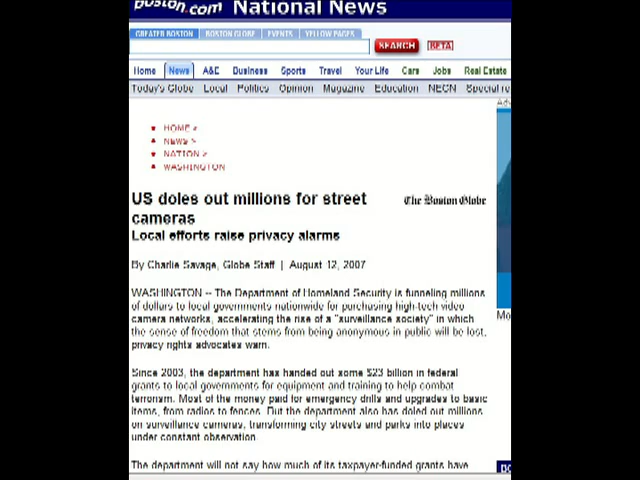 boston.com National News
GREATER BOSTON BOSTON GLOBE EVENTS YELLOW PAGES
SEARCH BETA
Home News A&E Business Sports Travel Your Life Cars Jobs Real Estate
Today's Globe Local Politics Opinion Magazine Education NECN Special re
Adv
HOME >
NEWS >
NATION >
WASHINGTON
US doles out millions for street
cameras
The Boston Globe
Local efforts raise privacy alarms
By Charlie Savage, Globe Staff | August 12, 2007
WASHINGTON -- The Department of Homeland Security is funneling millions
of dollars to local governments nationwide for purchasing high-tech video
camera networks, accelerating the rise of a "surveillance society" in which
the sense of freedom that stems from being anonymous in public will be lost,
privacy rights advocates warn.
Mo
Since 2003, the department has handed out some $23 billion in federal
grants to local governments for equipment and training to help combat
terrorism. Most of the money paid for emergency drills and upgrades to basic
items, from radios to fences. But the department also has doled out millions
on surveillance cameras, transforming city streets and parks into places
under constant observation.
The department will not say how much of its taxpayer-funded grants have